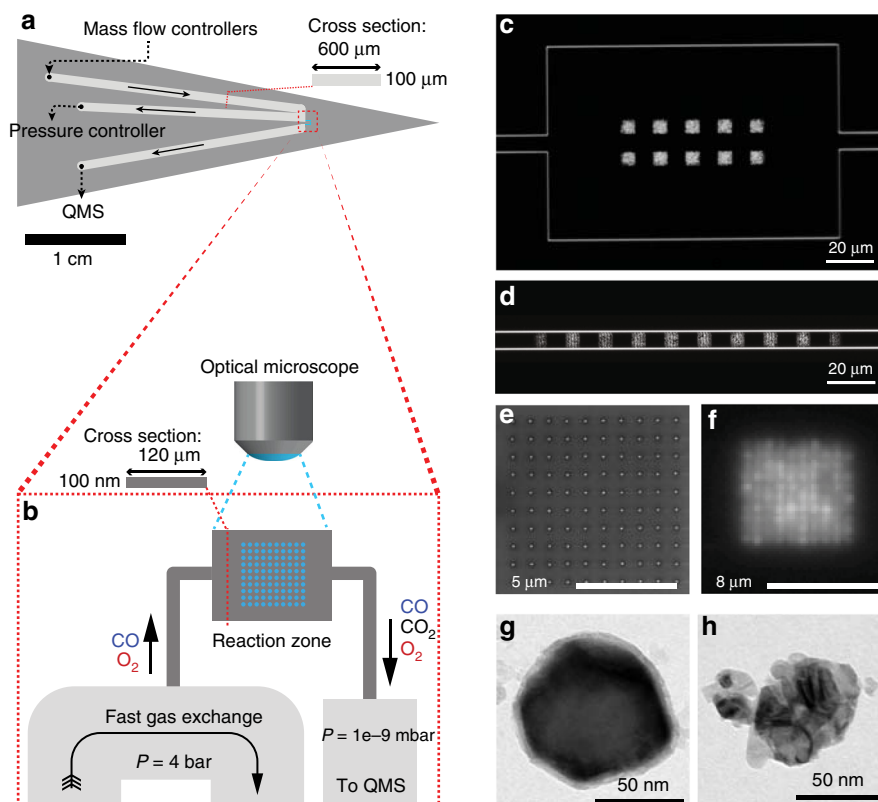 a
Mass flow controllers
Cross section:
600 μm
100 μm
Pressure controller
QMS
1 cm
Optical microscope
Cross section:
120 μm
100 nm
b
Reaction zone
CO
O2
CO
CO2
O2
Fast gas exchange
P = 4 bar
P = 1e–9 mbar
To QMS
c
20 μm
d
20 μm
e
5 μm
f
8 μm
g
50 nm
h
50 nm